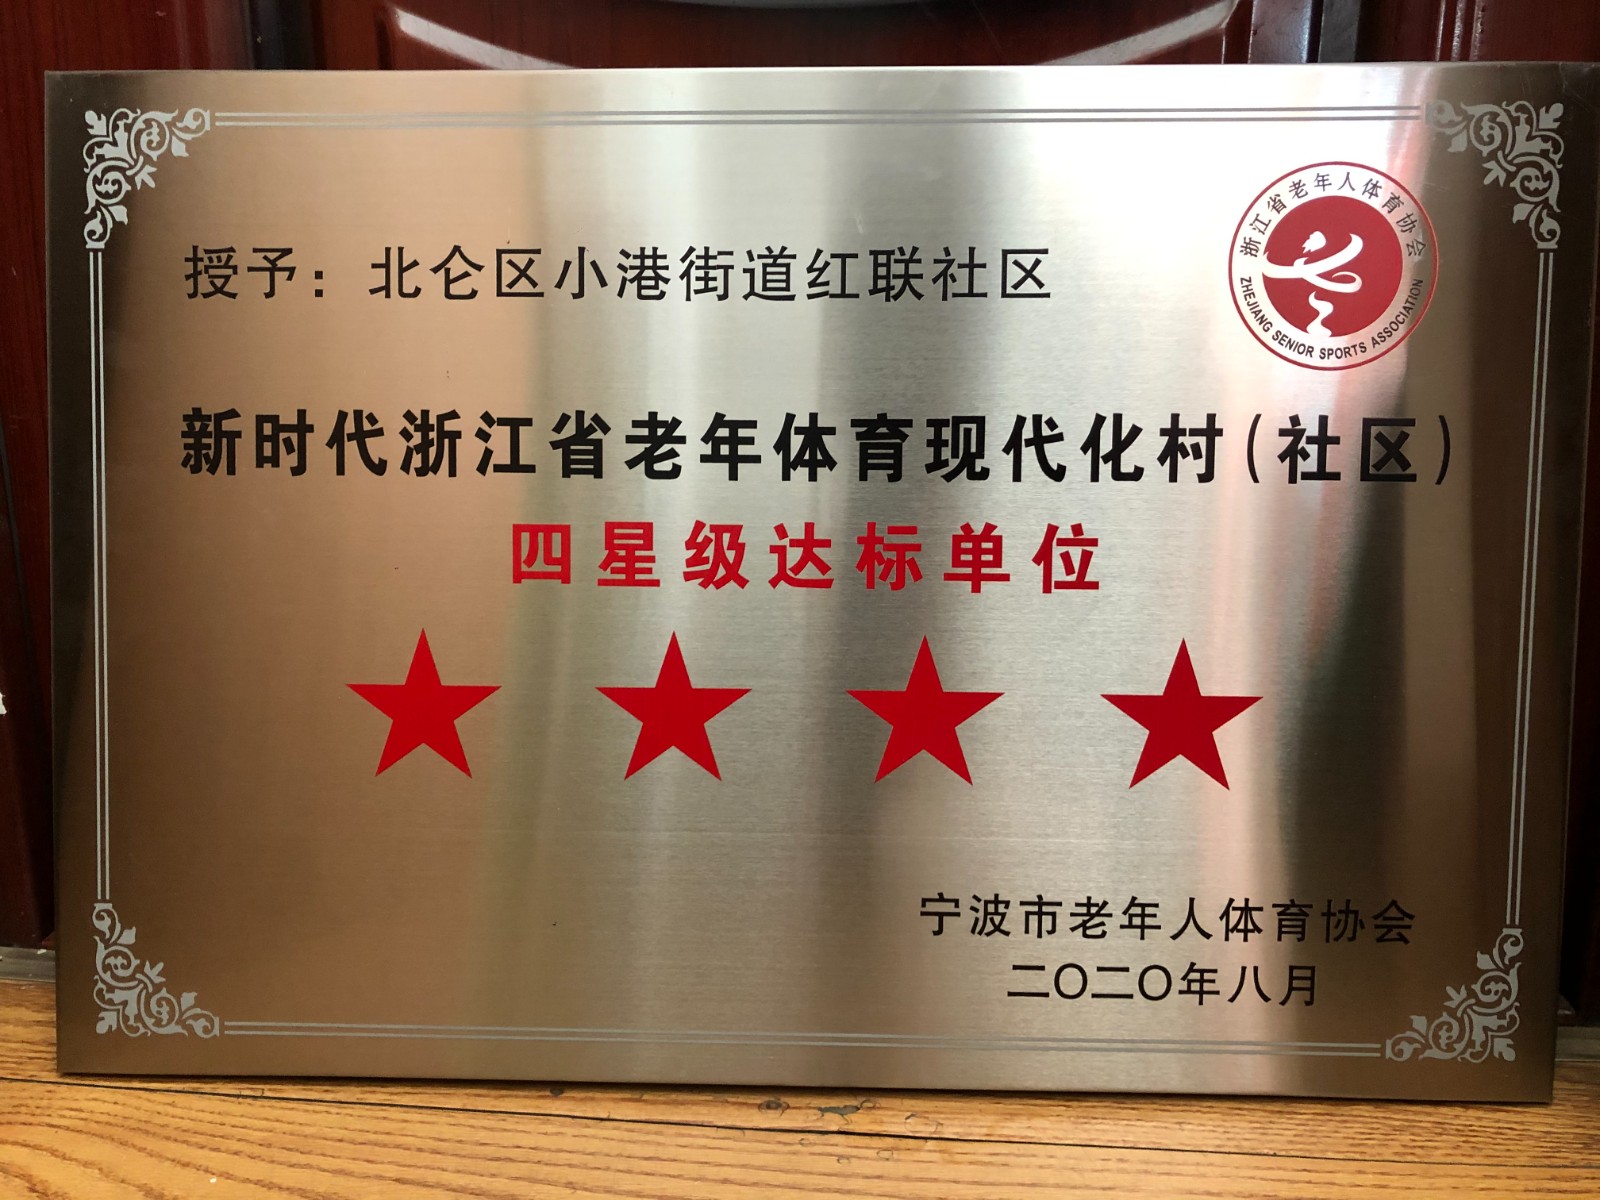 浙江省老年人体育协会
ZHEJIANG SENIOR SPORTS ASSOCIATION
授予：北仑区小港街道红联社区
新时代浙江省老年体育现代化村(社区)
四星级达标单位
宁波市老年人体育协会
二〇二〇年八月